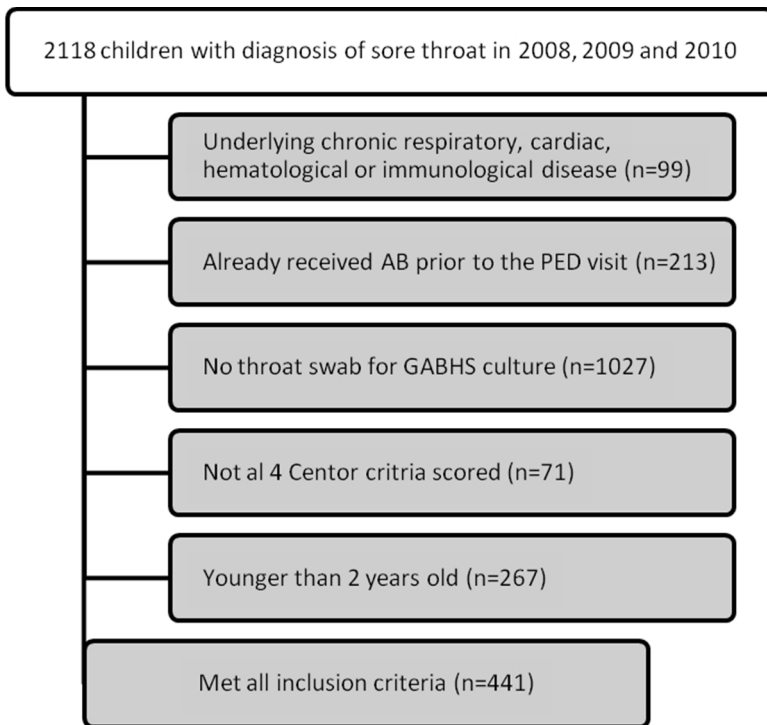 2118 children with diagnosis of sore throat in 2008, 2009 and 2010
Underlying chronic respiratory, cardiac,
hematological or immunological disease (n=99)
Already received AB prior to the PED visit (n=213)
No throat swab for GABHS culture (n=1027)
Not al 4 Centor critria scored (n=71)
Younger than 2 years old (n=267)
Met all inclusion criteria (n=441)